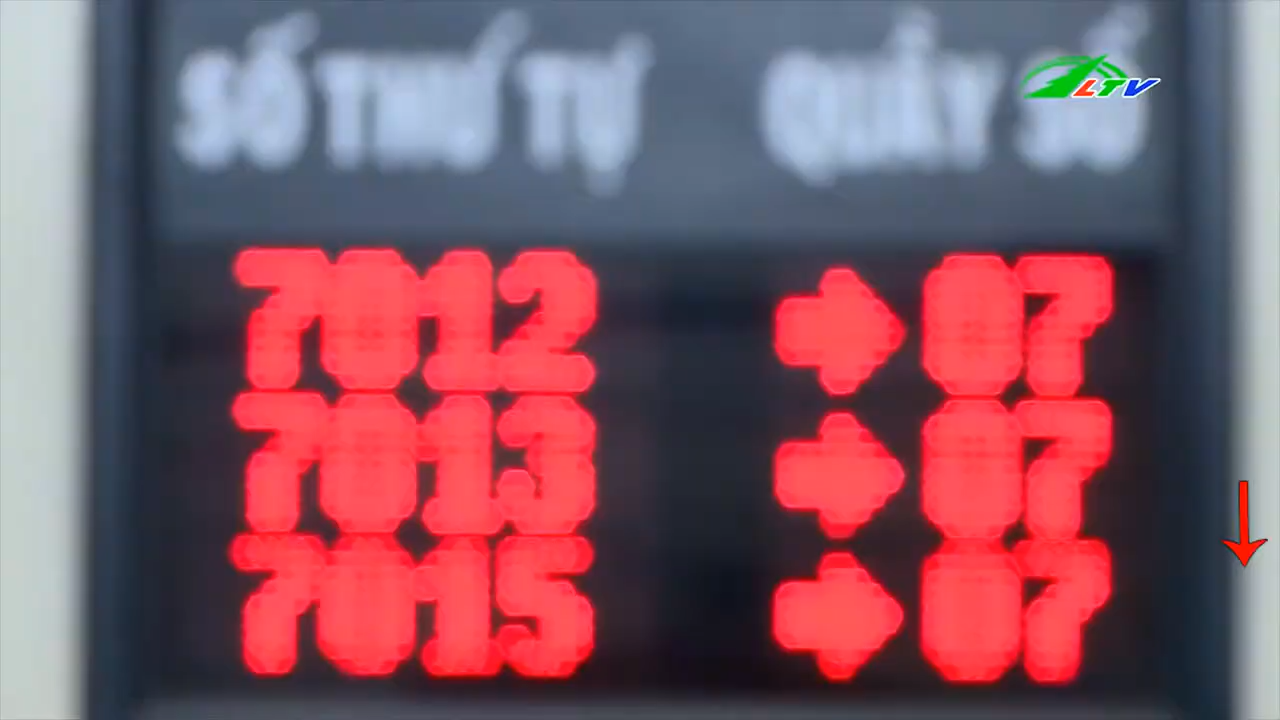 SỐ THỨ TỰ QUẦY SỐ
LTV
7012 → 07
7013 → 07
7015 → 07